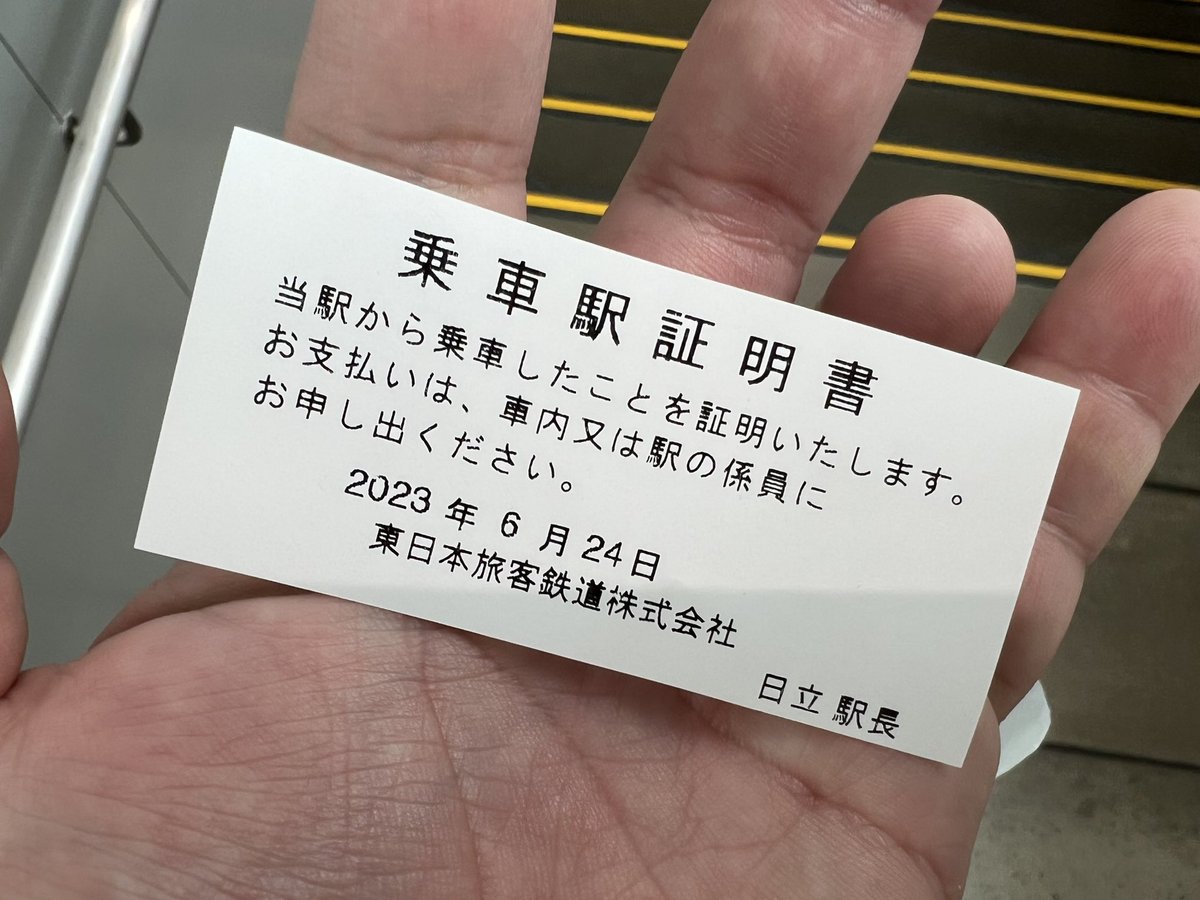 乗車駅証明書
当駅から乗車したことを証明いたします。
お支払いは、車内又は駅の係員に
お申し出ください。
2023 年 6 月 24日
東日本旅客鉄道株式会社
日立 駅長